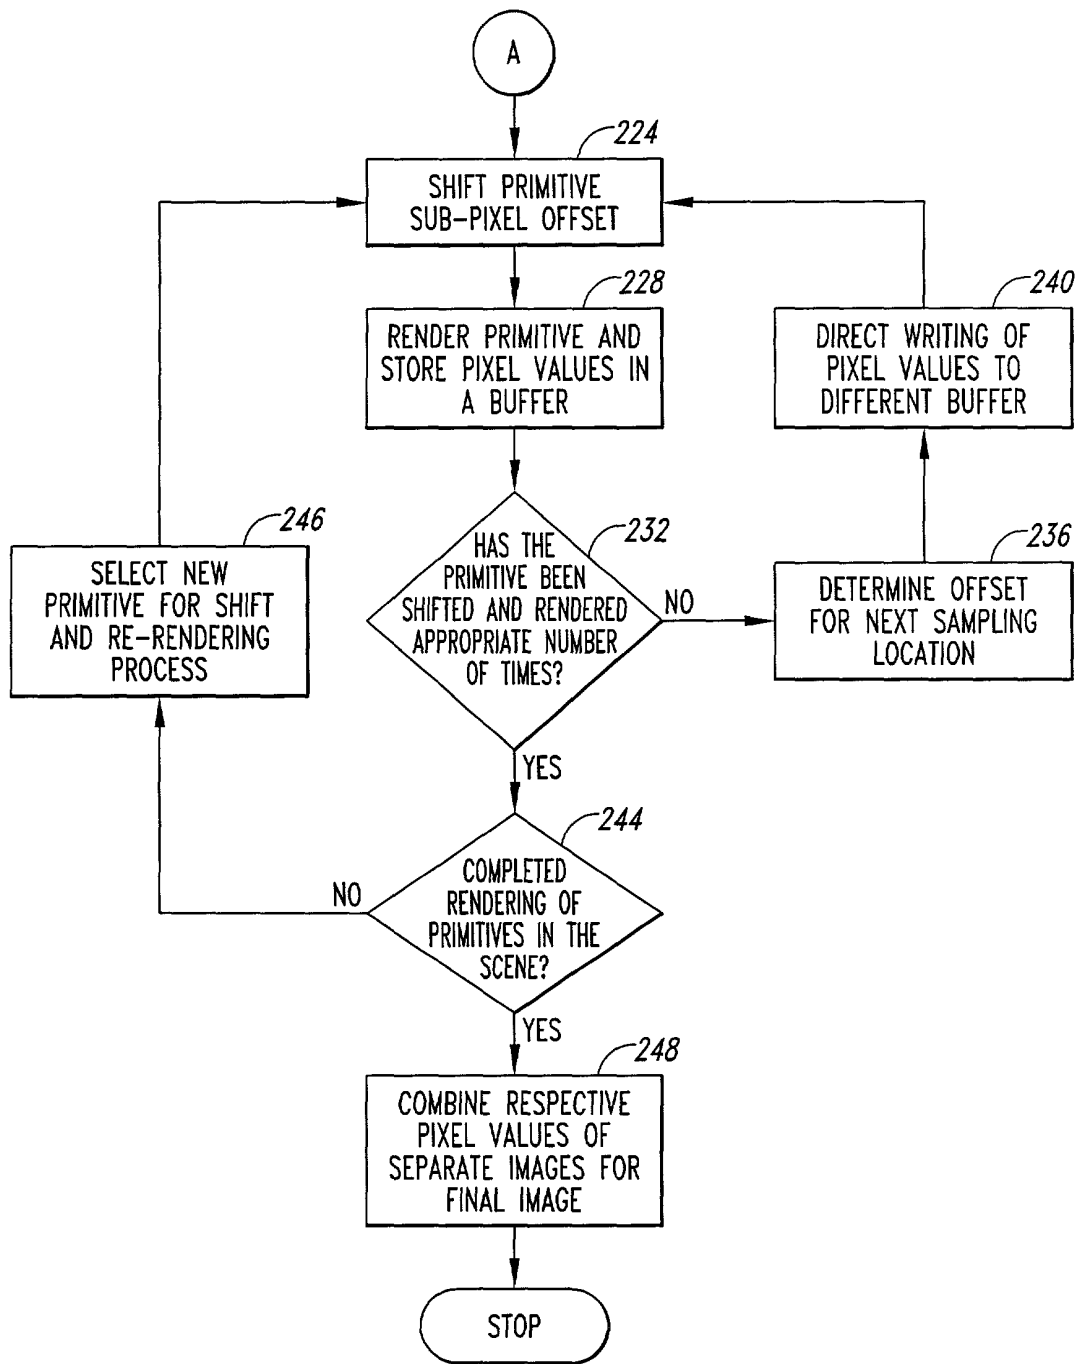 A
224
SHIFT PRIMITIVE
SUB-PIXEL OFFSET
228
RENDER PRIMITIVE AND
STORE PIXEL VALUES IN
A BUFFER
240
DIRECT WRITING OF
PIXEL VALUES TO
DIFFERENT BUFFER
232
HAS THE
PRIMITIVE BEEN
SHIFTED AND RENDERED
APPROPRIATE NUMBER
OF TIMES?
NO
236
DETERMINE OFFSET
FOR NEXT SAMPLING
LOCATION
246
SELECT NEW
PRIMITIVE FOR SHIFT
AND RE-RENDERING
PROCESS
YES
244
COMPLETED
RENDERING OF
PRIMITIVES IN THE
SCENE?
NO
YES
248
COMBINE RESPECTIVE
PIXEL VALUES OF
SEPARATE IMAGES FOR
FINAL IMAGE
STOP